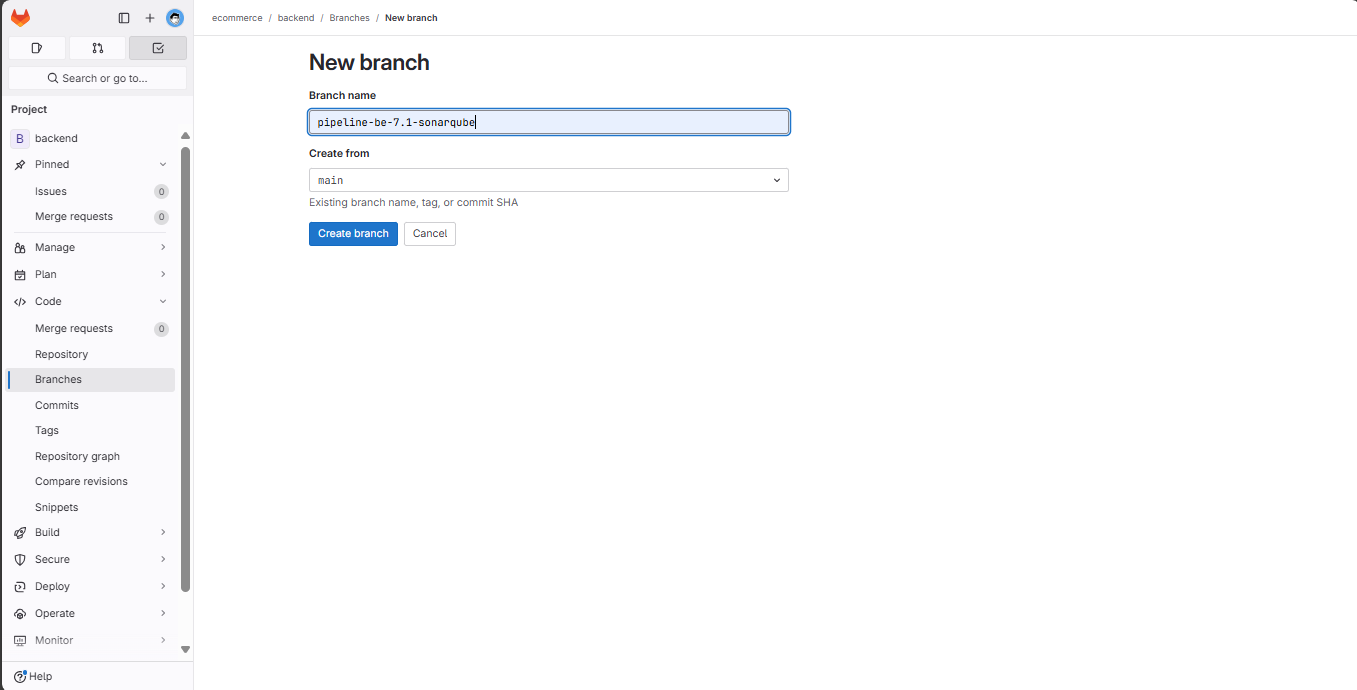 ecommerce / backend / Branches / New branch
Search or go to...
Project
B backend
Pinned
Issues 0
Merge requests 0
Manage
Plan
Code
Merge requests 0
Repository
Branches
Commits
Tags
Repository graph
Compare revisions
Snippets
Build
Secure
Deploy
Operate
Monitor
Help
New branch
Branch name
pipeline-be-7.1-sonarqube
Create from
main
Existing branch name, tag, or commit SHA
Create branch Cancel